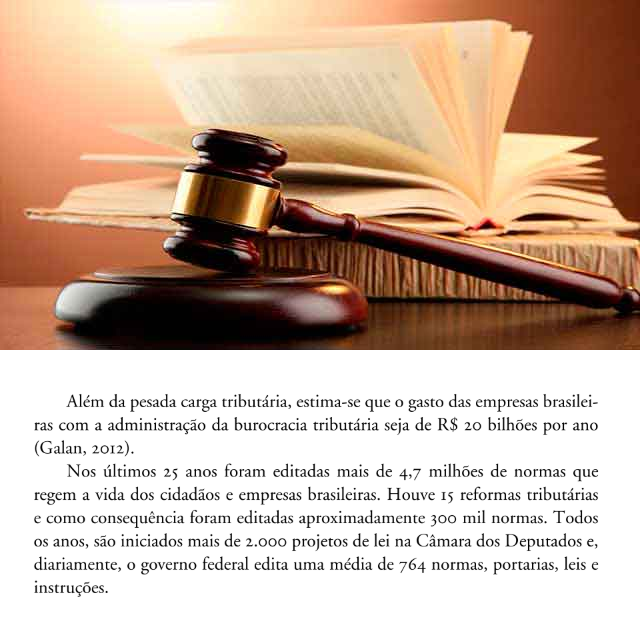 Além da pesada carga tributária, estima-se que o gasto das empresas brasilei-
ras com a administração da burocracia tributária seja de R$ 20 bilhões por ano
(Galan, 2012).
Nos últimos 25 anos foram editadas mais de 4,7 milhões de normas que
regem a vida dos cidadãos e empresas brasileiras. Houve 15 reformas tributárias
e como consequência foram editadas aproximadamente 300 mil normas. Todos
os anos, são iniciados mais de 2.000 projetos de lei na Câmara dos Deputados e,
diariamente, o governo federal edita uma média de 764 normas, portarias, leis e
instruções.